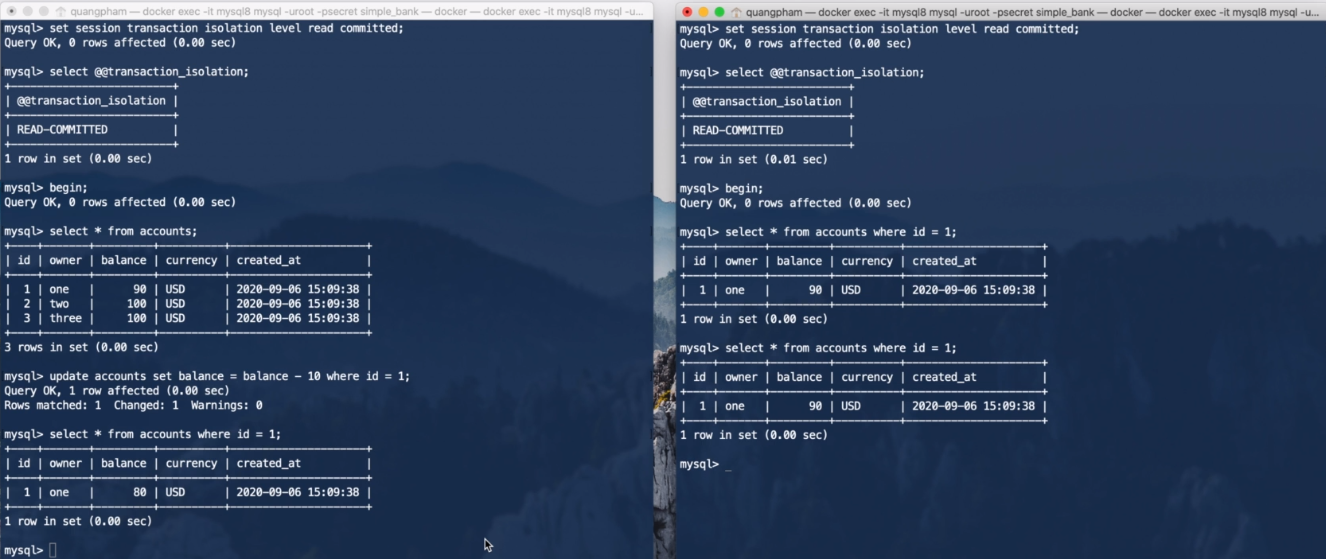 quangpham — docker exec -it mysql8 mysql -uroot -psecret simple_bank — docker — docker exec -it mysql8 mysql -u...
mysql> set session transaction isolation level read committed;
Query OK, 0 rows affected (0.00 sec)
mysql> select @@transaction_isolation;
+-------------------------+
| @@transaction_isolation |
+-------------------------+
| READ-COMMITTED          |
+-------------------------+
1 row in set (0.00 sec)
mysql> begin;
Query OK, 0 rows affected (0.00 sec)
mysql> select * from accounts;
+----+-------+---------+----------+---------------------+
| id | owner | balance | currency | created_at          |
+----+-------+---------+----------+---------------------+
|  1 | one   |      90 | USD      | 2020-09-06 15:09:38 |
|  2 | two   |     100 | USD      | 2020-09-06 15:09:38 |
|  3 | three |     100 | USD      | 2020-09-06 15:09:38 |
+----+-------+---------+----------+---------------------+
3 rows in set (0.00 sec)
mysql> update accounts set balance = balance - 10 where id = 1;
Query OK, 1 row affected (0.00 sec)
Rows matched: 1  Changed: 1  Warnings: 0
mysql> select * from accounts where id = 1;
+----+-------+---------+----------+---------------------+
| id | owner | balance | currency | created_at          |
+----+-------+---------+----------+---------------------+
|  1 | one   |      80 | USD      | 2020-09-06 15:09:38 |
+----+-------+---------+----------+---------------------+
1 row in set (0.00 sec)
mysql>
quangpham — docker exec -it mysql8 mysql -uroot -psecret simple_bank — docker — docker exec -it mysql8 mysql -u...
mysql> set session transaction isolation level read committed;
Query OK, 0 rows affected (0.00 sec)
mysql> select @@transaction_isolation;
+-------------------------+
| @@transaction_isolation |
+-------------------------+
| READ-COMMITTED          |
+-------------------------+
1 row in set (0.01 sec)
mysql> begin;
Query OK, 0 rows affected (0.00 sec)
mysql> select * from accounts where id = 1;
+----+-------+---------+----------+---------------------+
| id | owner | balance | currency | created_at          |
+----+-------+---------+----------+---------------------+
|  1 | one   |      90 | USD      | 2020-09-06 15:09:38 |
+----+-------+---------+----------+---------------------+
1 row in set (0.00 sec)
mysql> select * from accounts where id = 1;
+----+-------+---------+----------+---------------------+
| id | owner | balance | currency | created_at          |
+----+-------+---------+----------+---------------------+
|  1 | one   |      90 | USD      | 2020-09-06 15:09:38 |
+----+-------+---------+----------+---------------------+
1 row in set (0.00 sec)
mysql> _